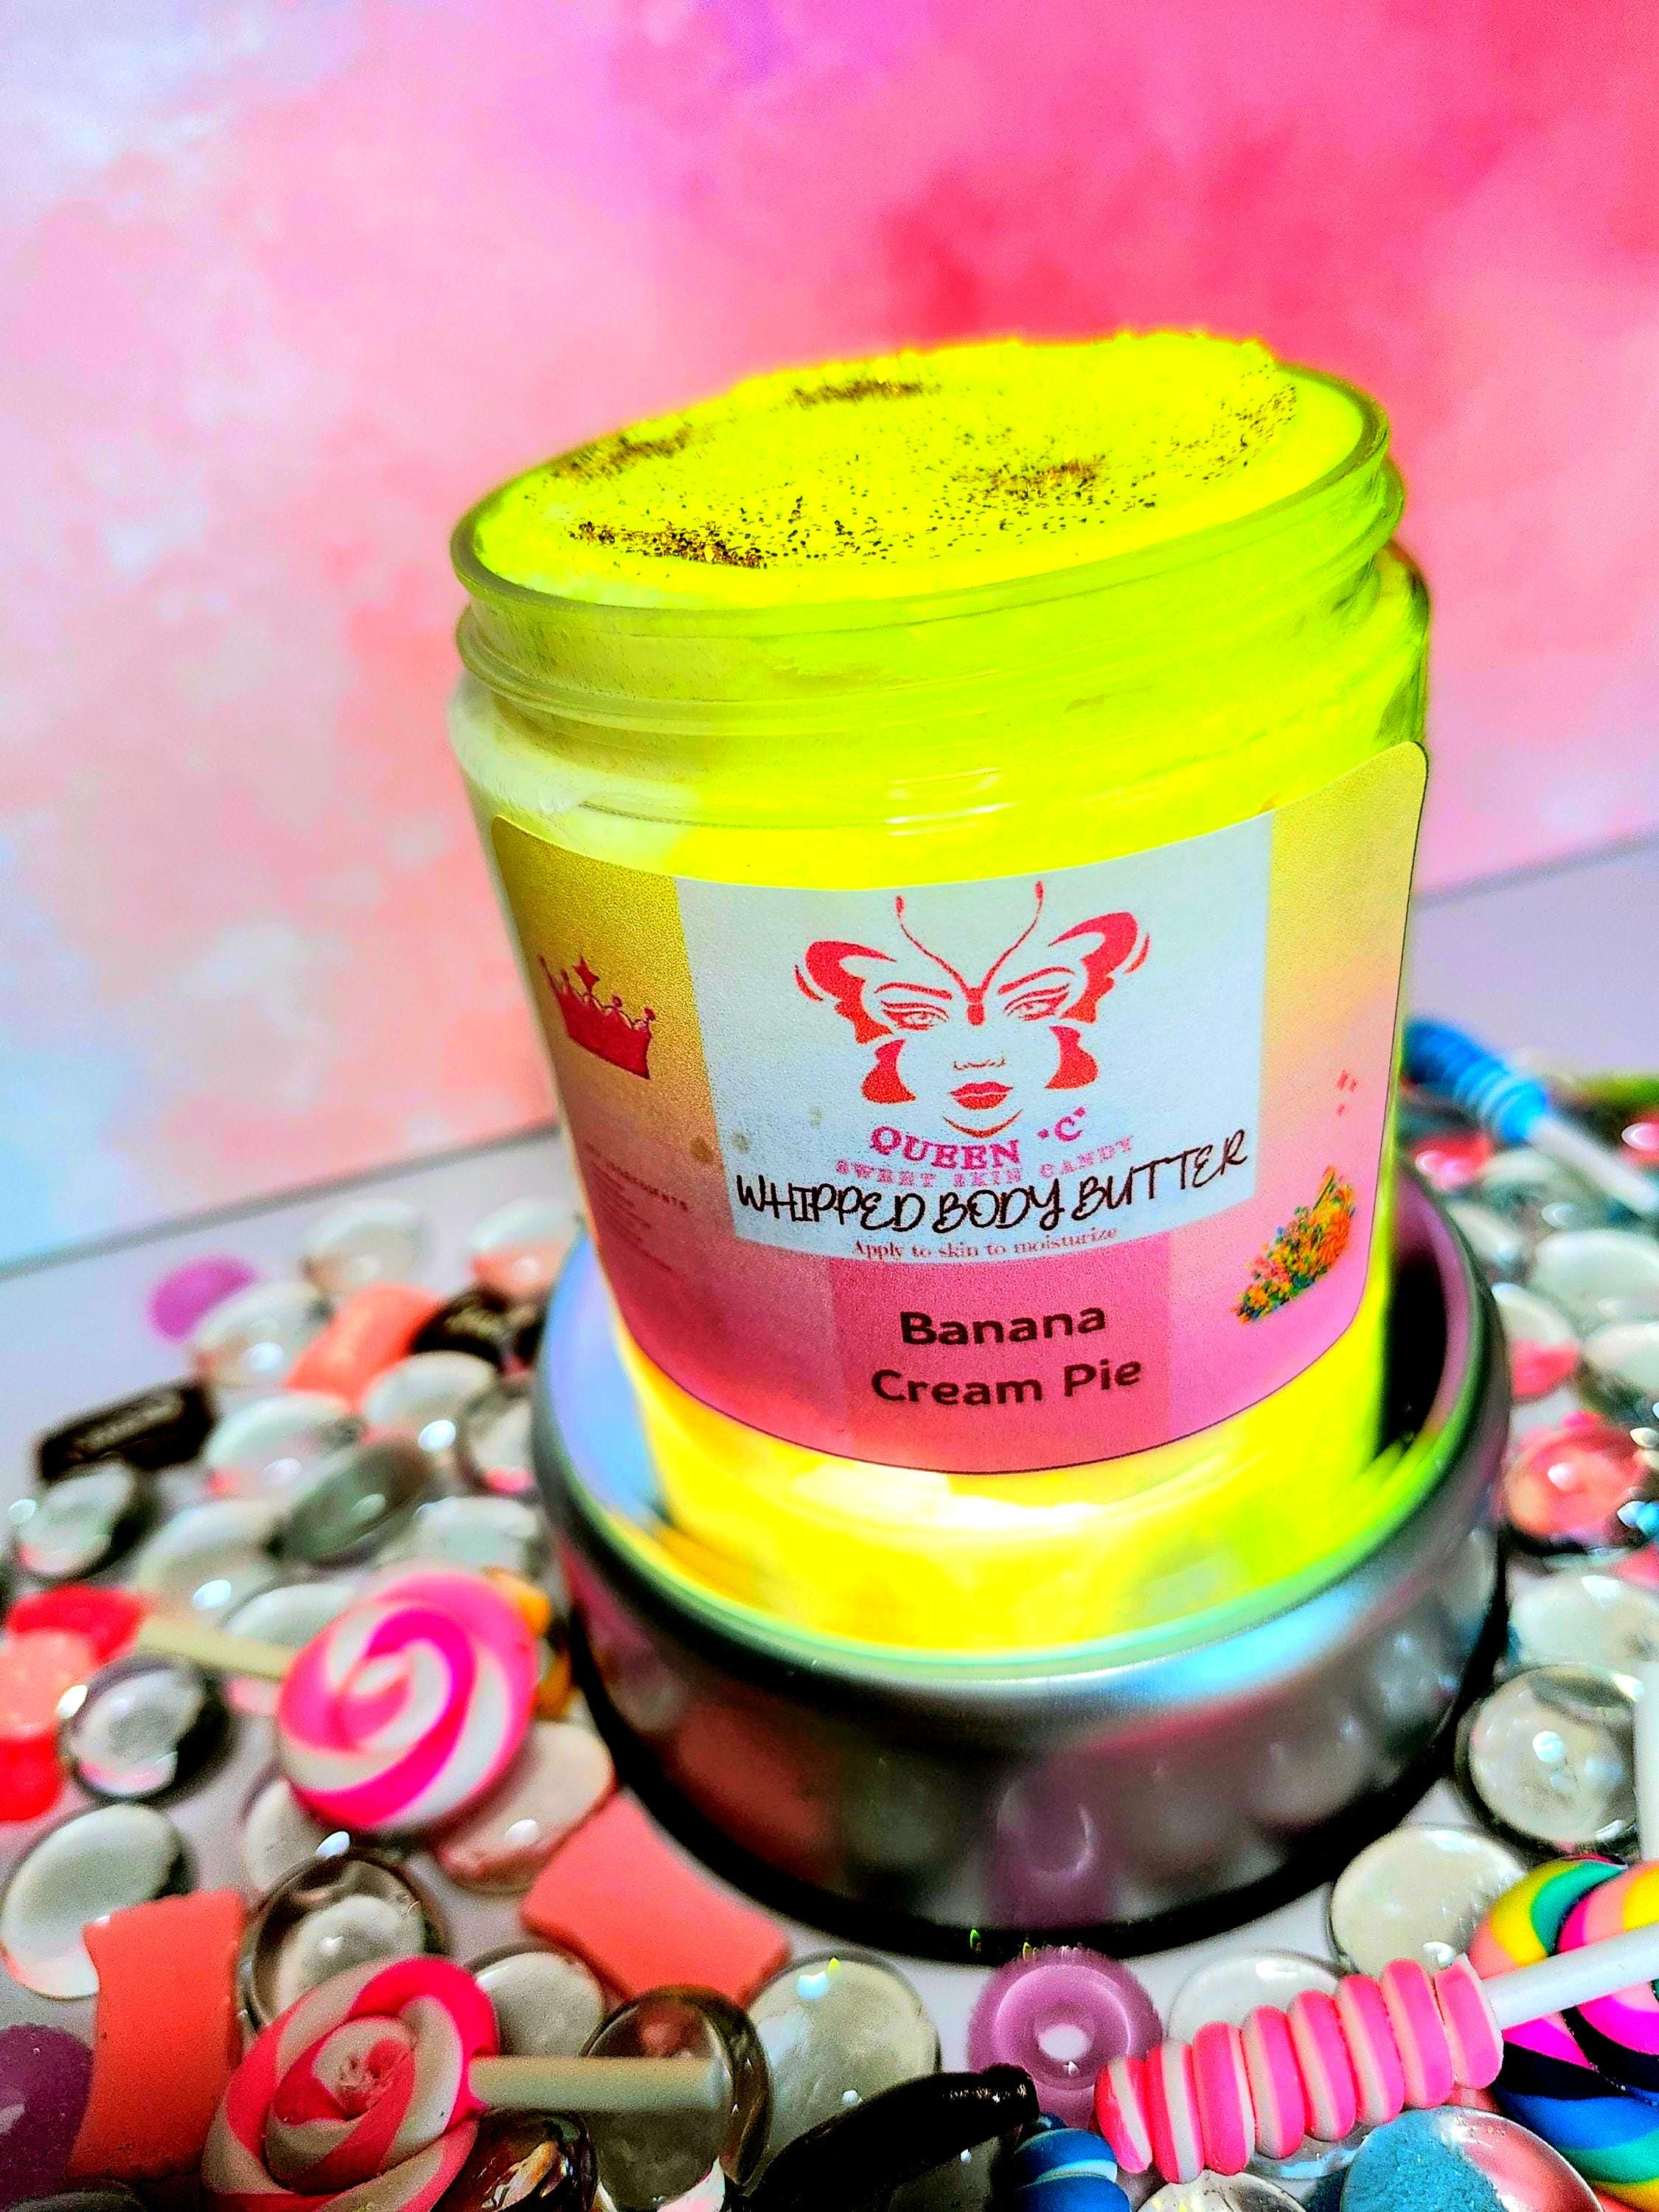 QUEEN "C"
SWEET SKIN CANDY
WHIPPED BODY BUTTER
Apply to skin to moisturize
Banana
Cream Pie